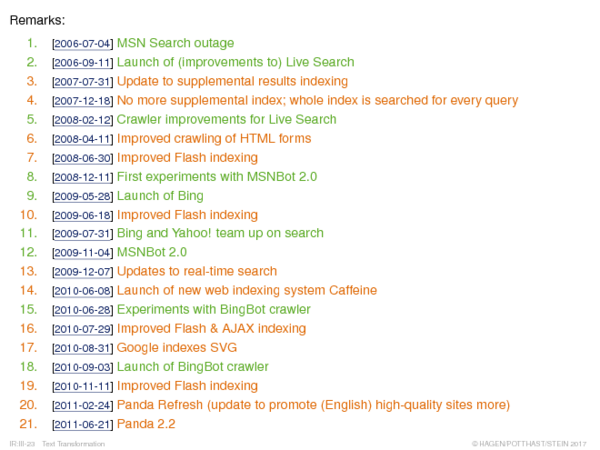 Remarks:
1. [2006-07-04] MSN Search outage
2. [2006-09-11] Launch of (improvements to) Live Search
3. [2007-07-31] Update to supplemental results indexing
4. [2007-12-18] No more supplemental index; whole index is searched for every query
5. [2008-02-12] Crawler improvements for Live Search
6. [2008-04-11] Improved crawling of HTML forms
7. [2008-06-30] Improved Flash indexing
8. [2008-12-11] First experiments with MSNBot 2.0
9. [2009-05-28] Launch of Bing
10. [2009-06-18] Improved Flash indexing
11. [2009-07-31] Bing and Yahoo! team up on search
12. [2009-11-04] MSNBot 2.0
13. [2009-12-07] Updates to real-time search
14. [2010-06-08] Launch of new web indexing system Caffeine
15. [2010-06-28] Experiments with BingBot crawler
16. [2010-07-29] Improved Flash & AJAX indexing
17. [2010-08-31] Google indexes SVG
18. [2010-09-03] Launch of BingBot crawler
19. [2010-11-11] Improved Flash indexing
20. [2011-02-24] Panda Refresh (update to promote (English) high-quality sites more)
21. [2011-06-21] Panda 2.2
IR:III-23 Text Transformation © HAGEN/POTTHAST/STEIN 2017